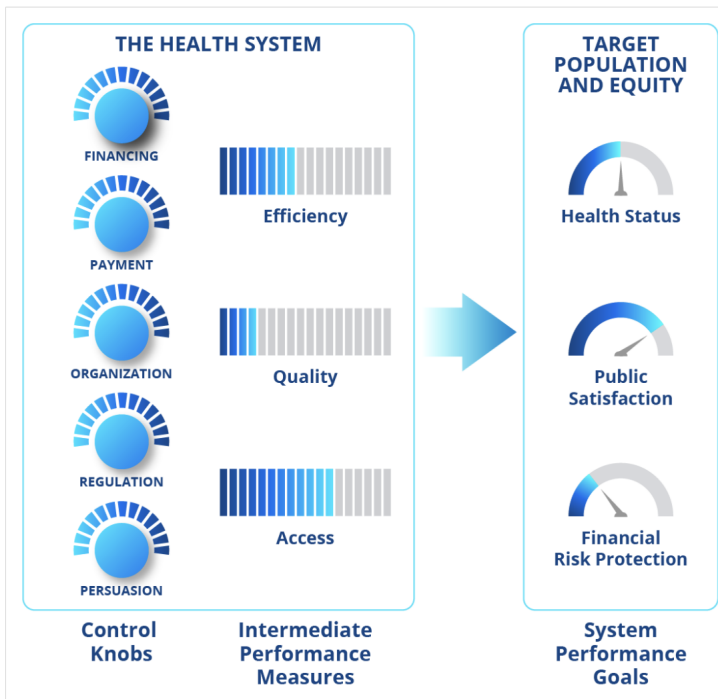 THE HEALTH SYSTEM
FINANCING
PAYMENT
ORGANIZATION
REGULATION
PERSUASION
Efficiency
Quality
Access
Control
Knobs
Intermediate
Performance
Measures
TARGET
POPULATION
AND EQUITY
Health Status
Public
Satisfaction
Financial
Risk Protection
System
Performance
Goals